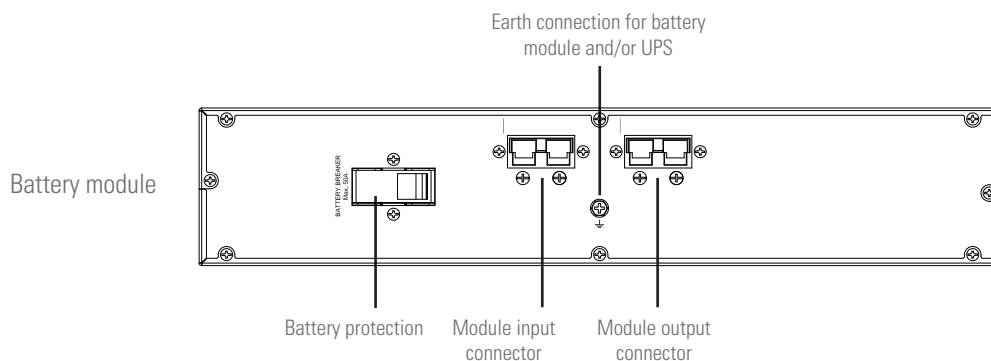 Earth connection for battery
module and/or UPS
Battery module
BATTERY BREAKER
Max. 50A
Battery protection
Module input
connector
Module output
connector